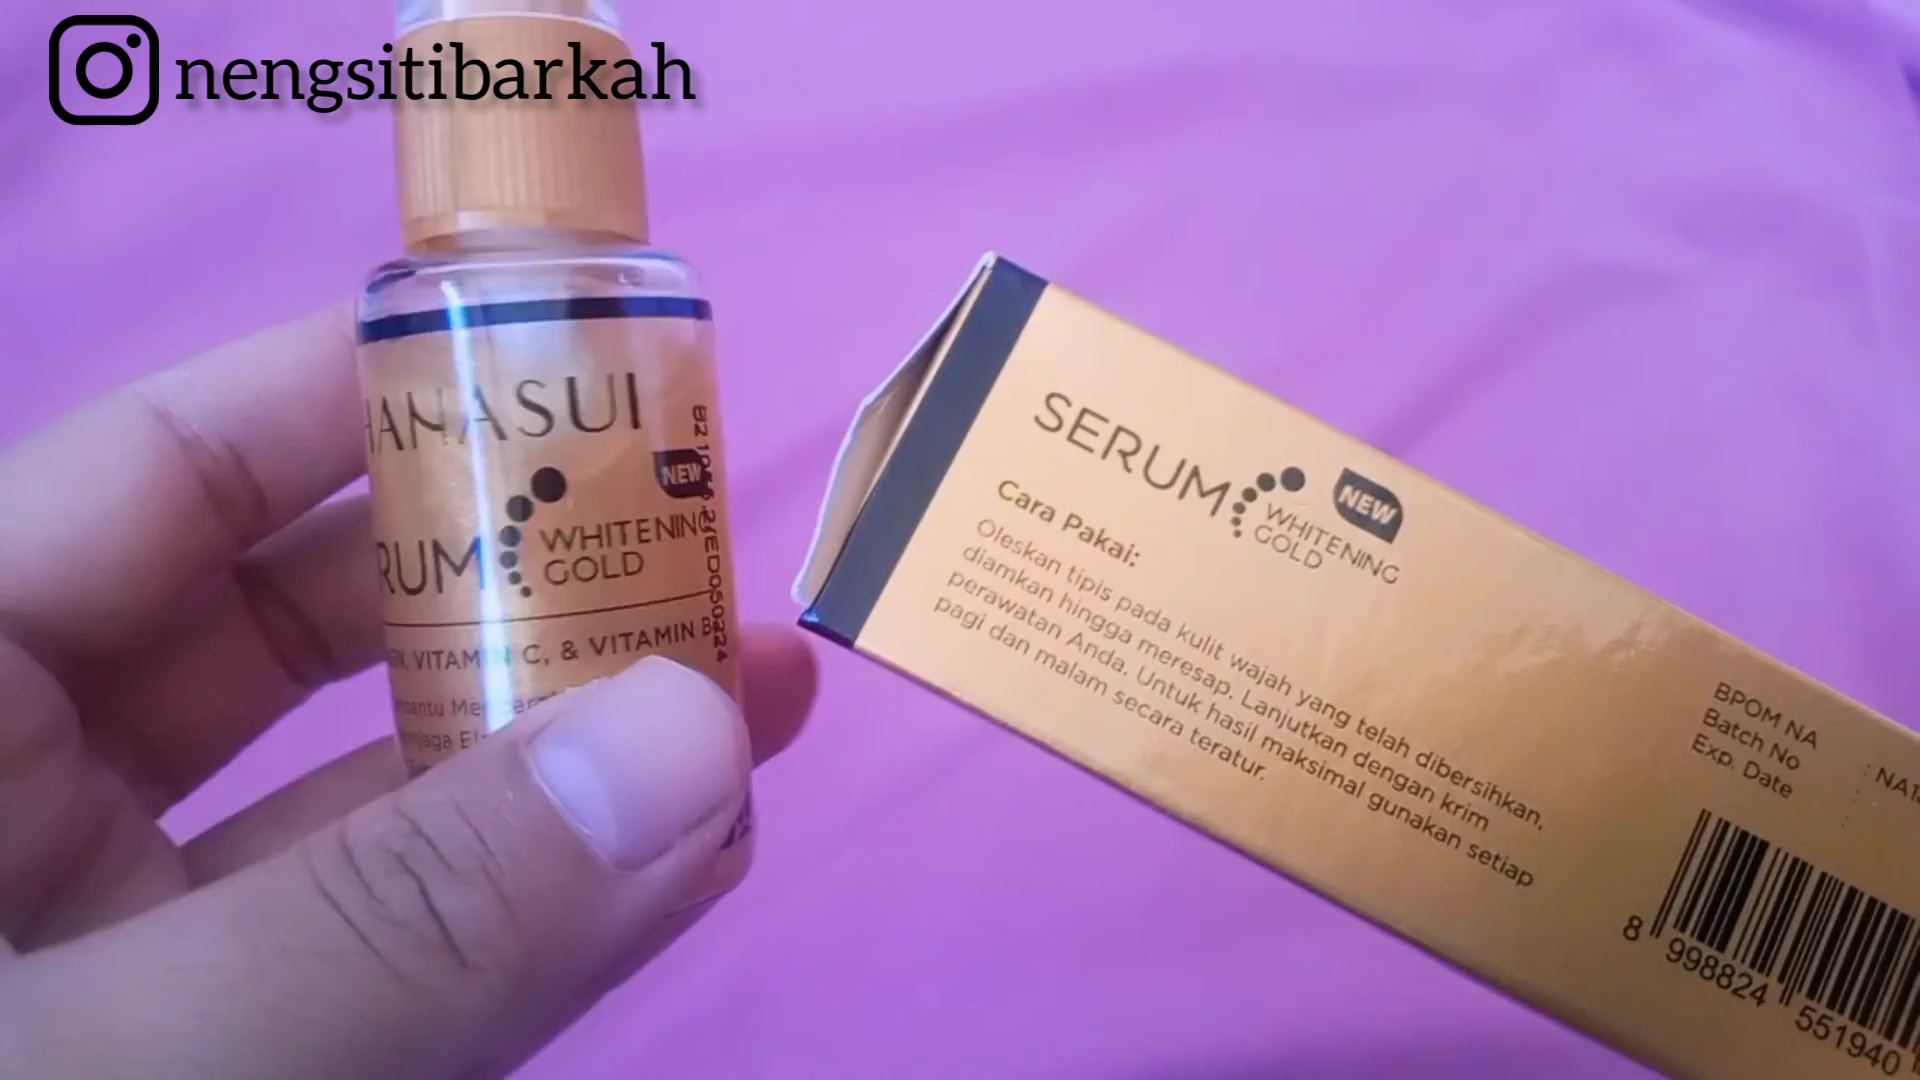 nengsitibarkah
HANASUI
NEW
WHITENING
GOLD
VITAMIN C, & VITAMIN
SERUM
NEW
WHITENING
GOLD
Cara Pakai:
Oleskan tipis pada kulit wajah yang telah dibersihkan,
diamkan hingga meresap. Lanjutkan dengan krim
perawatan Anda. Untuk hasil maksimal gunakan setiap
pagi dan malam secara teratur.
BPOM NA
Batch No
Exp. Date
8 998824 551940